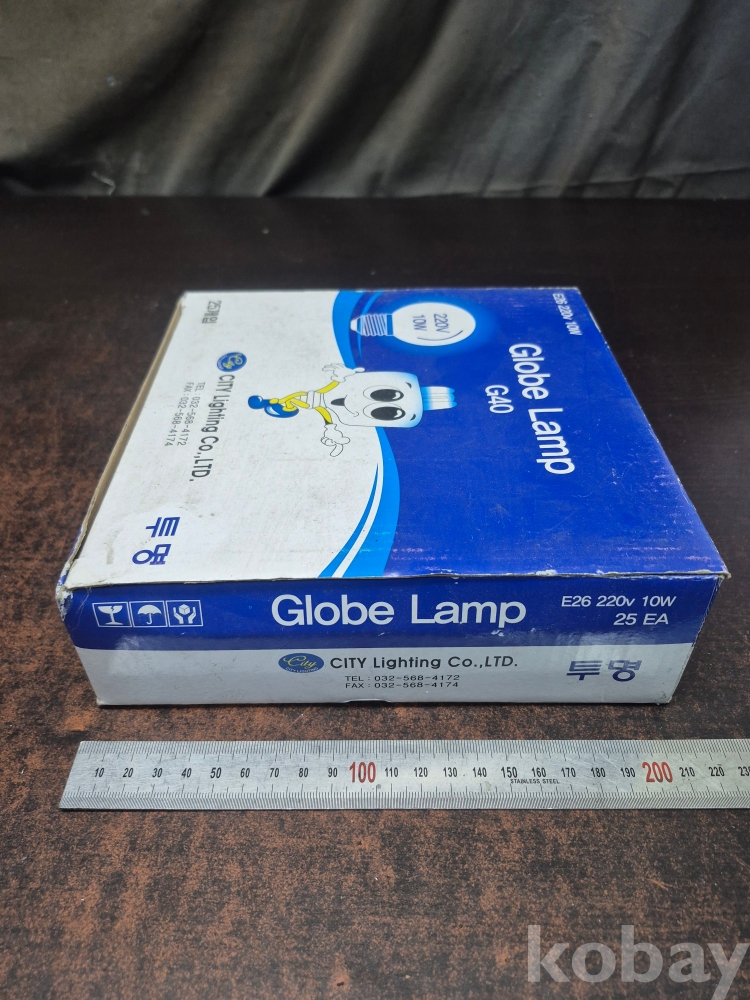 25개입
E26 220v 10W
220V
10W
Globe Lamp
G40
City
CITY Lighting Co.,LTD.
TEL : 032-568-4172
FAX : 032-568-4174
투명
Globe Lamp
E26 220v 10W
25 EA
City
CITY LIGHTING
CITY Lighting Co.,LTD.
TEL : 032-568-4172
FAX : 032-568-4174
투명
10 20 30 40 50 60 70 80 90 100 110 120 130 140 150 160 170 180 190 200 210 220
STAINLESS STEEL
kobay